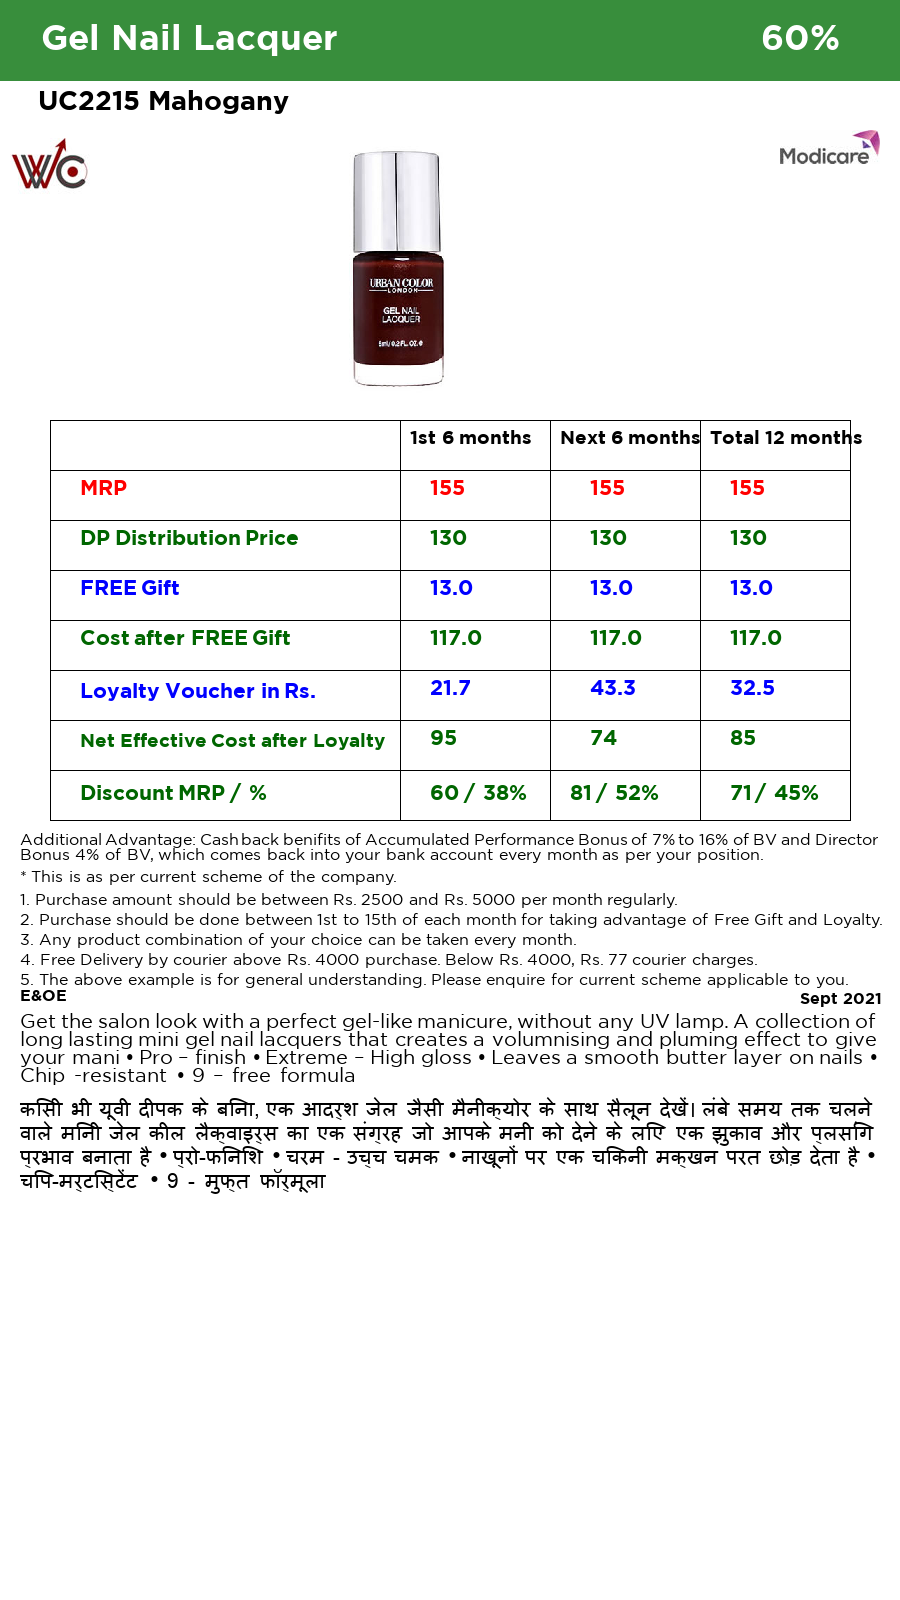 Gel Nail Lacquer 60%
UC2215 Mahogany
WC
Modicare
URBAN COLOR
LONDON
GEL NAIL
LACQUER
5ml/0.2FL.OZ.e
1st 6 months Next 6 months Total 12 months
MRP 155 155 155
DP Distribution Price 130 130 130
FREE Gift 13.0 13.0 13.0
Cost after FREE Gift 117.0 117.0 117.0
Loyalty Voucher in Rs. 21.7 43.3 32.5
Net Effective Cost after Loyalty 95 74 85
Discount MRP / % 60 / 38% 81 / 52% 71 / 45%
Additional Advantage: Cashback benifits of Accumulated Performance Bonus of 7% to 16% of BV and Director
Bonus 4% of BV, which comes back into your bank account every month as per your position.
* This is as per current scheme of the company.
1. Purchase amount should be between Rs. 2500 and Rs. 5000 per month regularly.
2. Purchase should be done between 1st to 15th of each month for taking advantage of Free Gift and Loyalty.
3. Any product combination of your choice can be taken every month.
4. Free Delivery by courier above Rs. 4000 purchase. Below Rs. 4000, Rs. 77 courier charges.
5. The above example is for general understanding. Please enquire for current scheme applicable to you.
E&OE
Sept 2021
Get the salon look with a perfect gel-like manicure, without any UV lamp. A collection of
long lasting mini gel nail lacquers that creates a volumnising and pluming effect to give
your mani • Pro – finish • Extreme – High gloss • Leaves a smooth butter layer on nails •
Chip -resistant • 9 – free formula
किसी भी यूवी दीपक के बिना, एक आदर्श जेल जैसी मैनीक्योर के साथ सैलून देखें। लंबे समय तक चलने
वाले मिनी जेल कील लैक्वाइर्स का एक संग्रह जो आपके मनी को देने के लिए एक झुकाव और प्लसिग
प्रभाव बनाता है • प्रो-फिनिश • चरम - उच्च चमक • नाखूनों पर एक चिकनी मक्खन परत छोड़ देता है •
चिप-मर्टसि्टेंट • 9 - मुफ्त फॉर्मूला